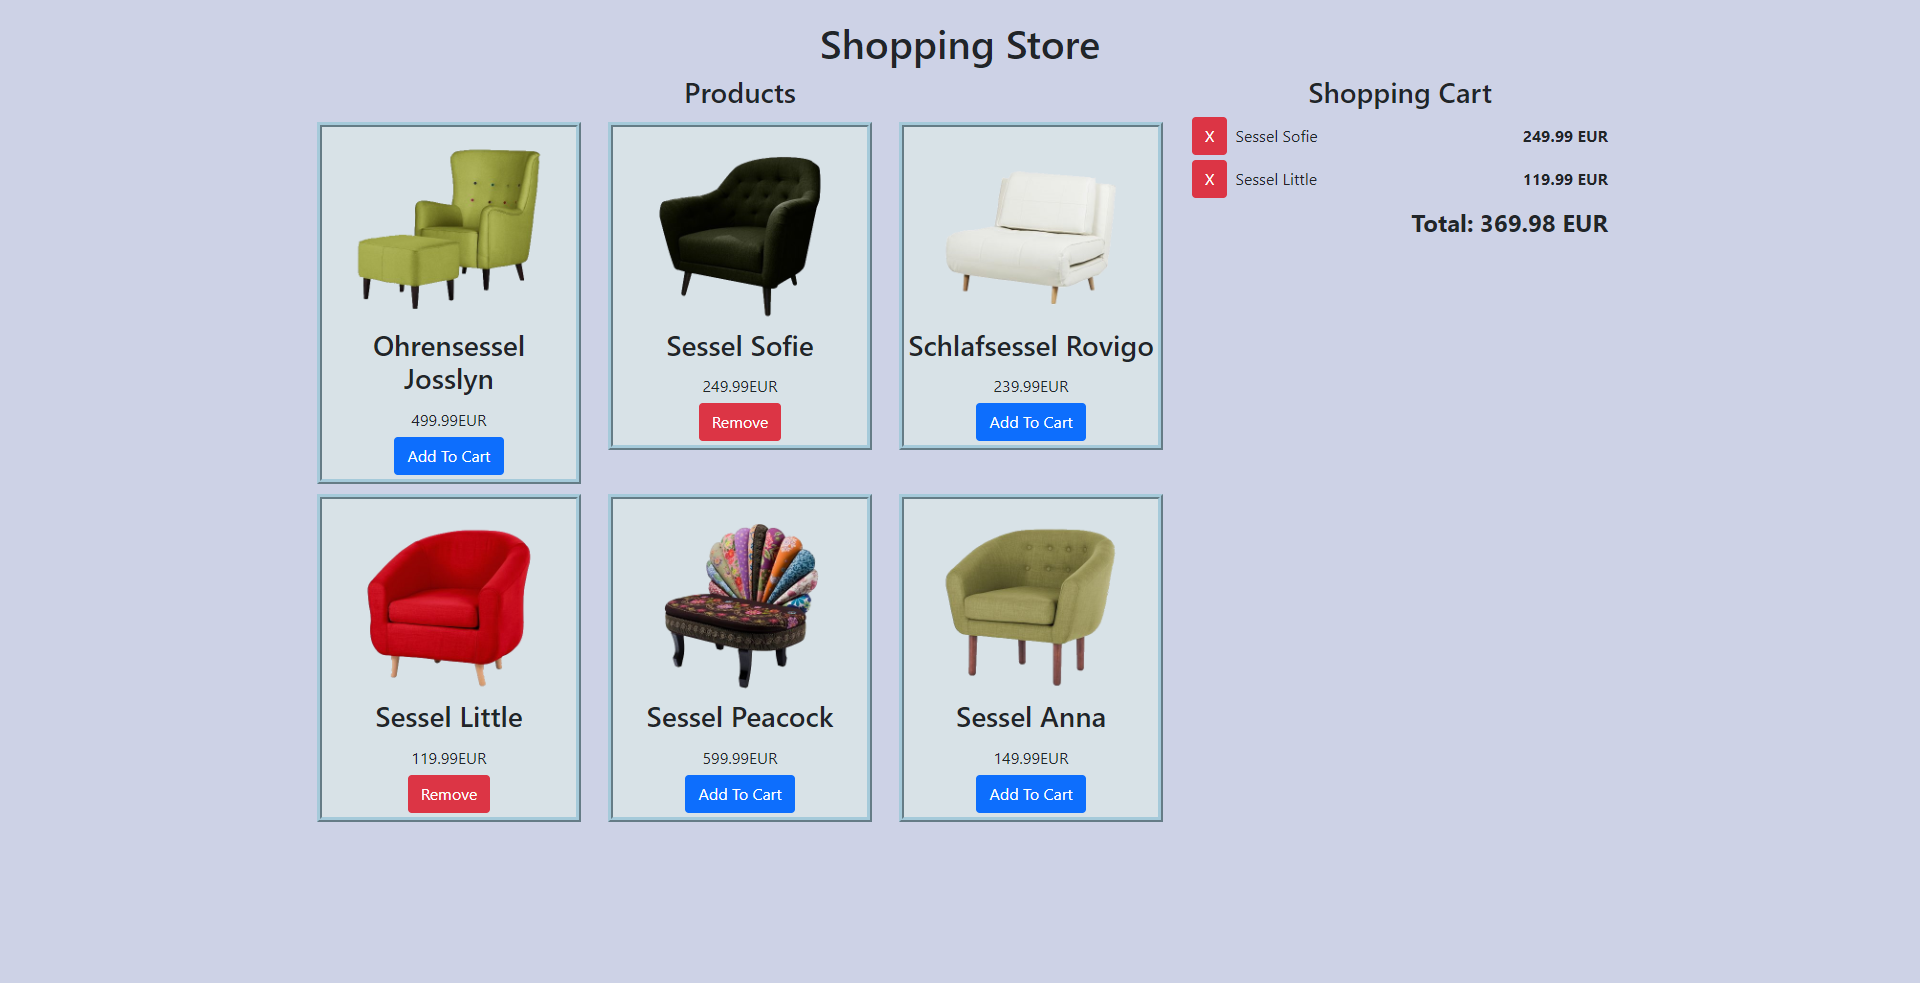 Shopping Store
Products
Ohrensessel
Josslyn
499.99EUR
Add To Cart
Sessel Sofie
249.99EUR
Remove
Schlafsessel Rovigo
239.99EUR
Add To Cart
Sessel Little
119.99EUR
Remove
Sessel Peacock
599.99EUR
Add To Cart
Sessel Anna
149.99EUR
Add To Cart
Shopping Cart
X Sessel Sofie 249.99 EUR
X Sessel Little 119.99 EUR
Total: 369.98 EUR